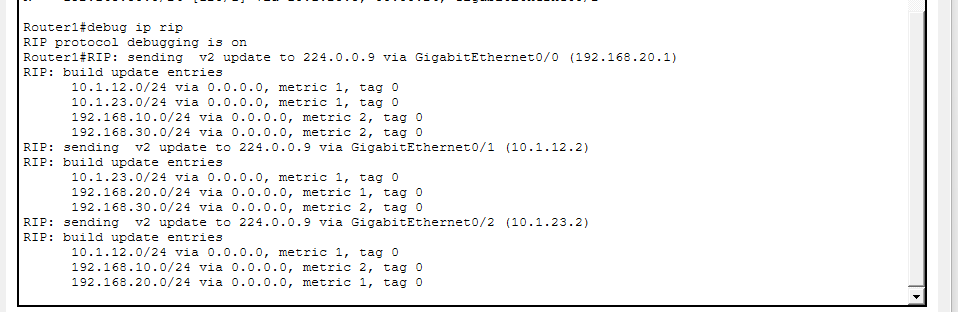 Router1#debug ip rip
RIP protocol debugging is on
Router1#RIP: sending  v2 update to 224.0.0.9 via GigabitEthernet0/0 (192.168.20.1)
RIP: build update entries
      10.1.12.0/24 via 0.0.0.0, metric 1, tag 0
      10.1.23.0/24 via 0.0.0.0, metric 1, tag 0
      192.168.10.0/24 via 0.0.0.0, metric 2, tag 0
      192.168.30.0/24 via 0.0.0.0, metric 2, tag 0
RIP: sending  v2 update to 224.0.0.9 via GigabitEthernet0/1 (10.1.12.2)
RIP: build update entries
      10.1.23.0/24 via 0.0.0.0, metric 1, tag 0
      192.168.20.0/24 via 0.0.0.0, metric 1, tag 0
      192.168.30.0/24 via 0.0.0.0, metric 2, tag 0
RIP: sending  v2 update to 224.0.0.9 via GigabitEthernet0/2 (10.1.23.2)
RIP: build update entries
      10.1.12.0/24 via 0.0.0.0, metric 1, tag 0
      192.168.10.0/24 via 0.0.0.0, metric 2, tag 0
      192.168.20.0/24 via 0.0.0.0, metric 1, tag 0